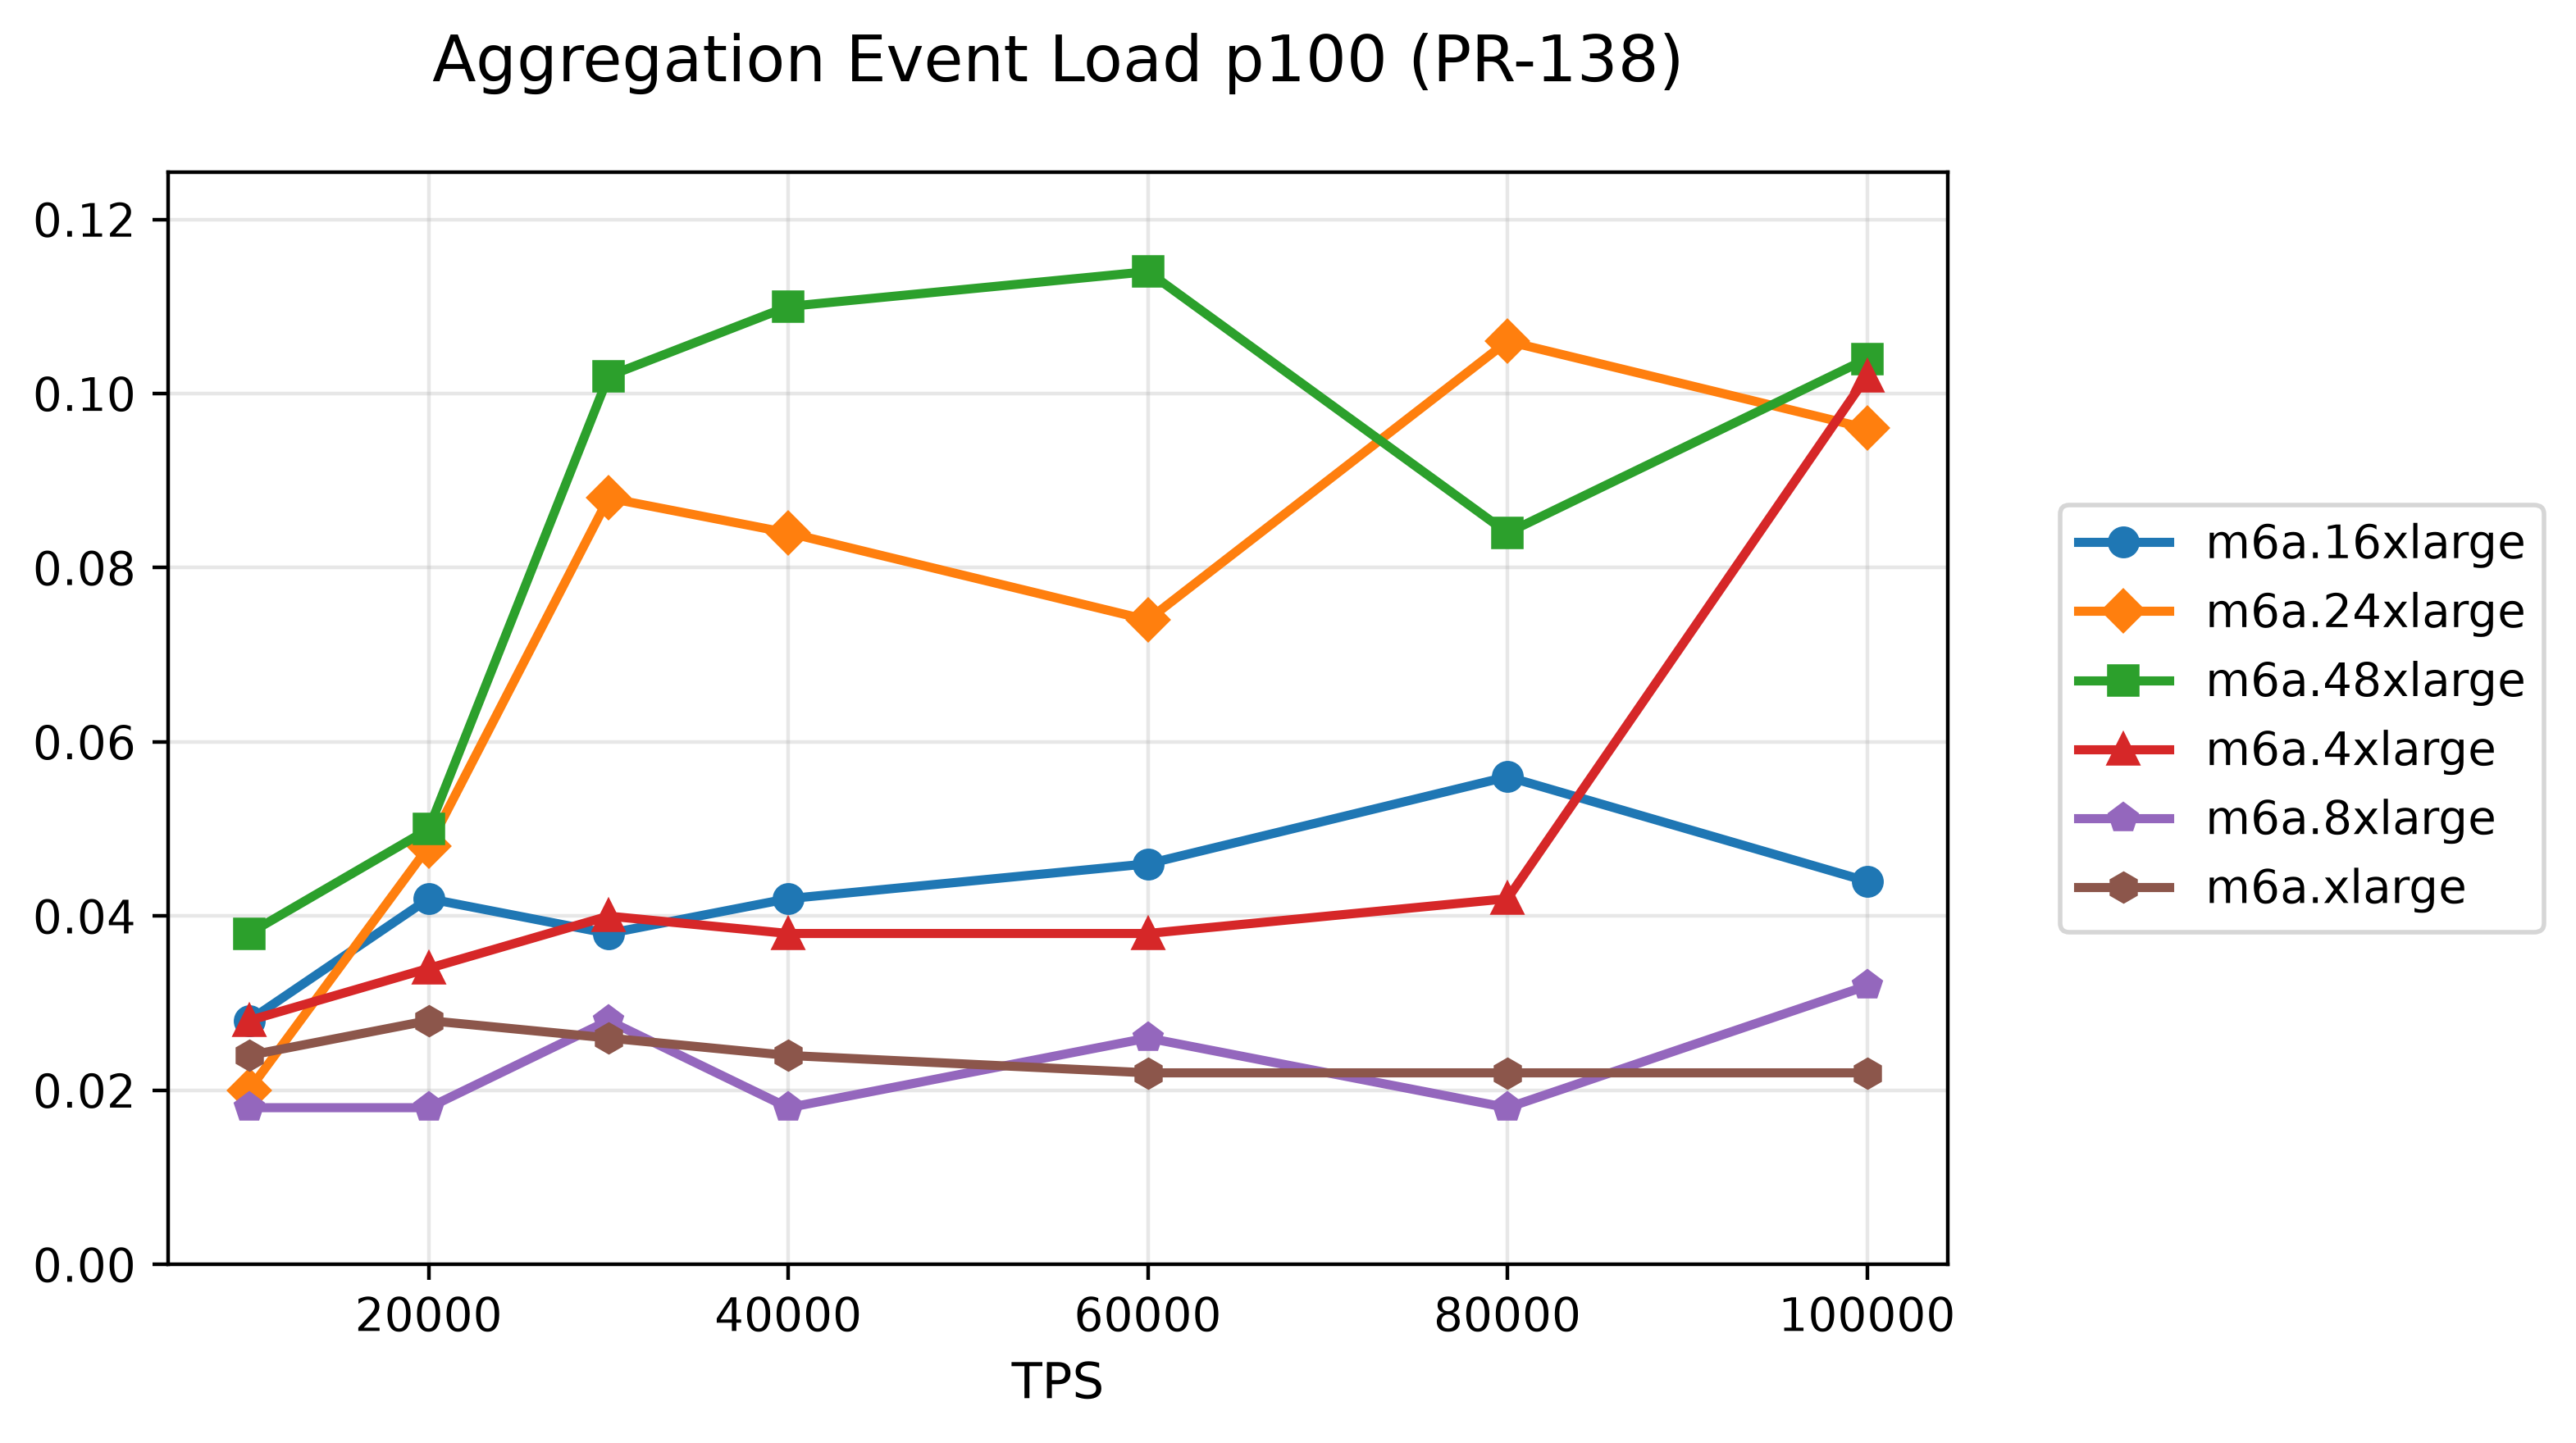 Aggregation Event Load p100 (PR-138)
0.12
0.10
0.08
0.06
0.04
0.02
0.00
20000 40000 60000 80000 100000
TPS
m6a.16xlarge
m6a.24xlarge
m6a.48xlarge
m6a.4xlarge
m6a.8xlarge
m6a.xlarge